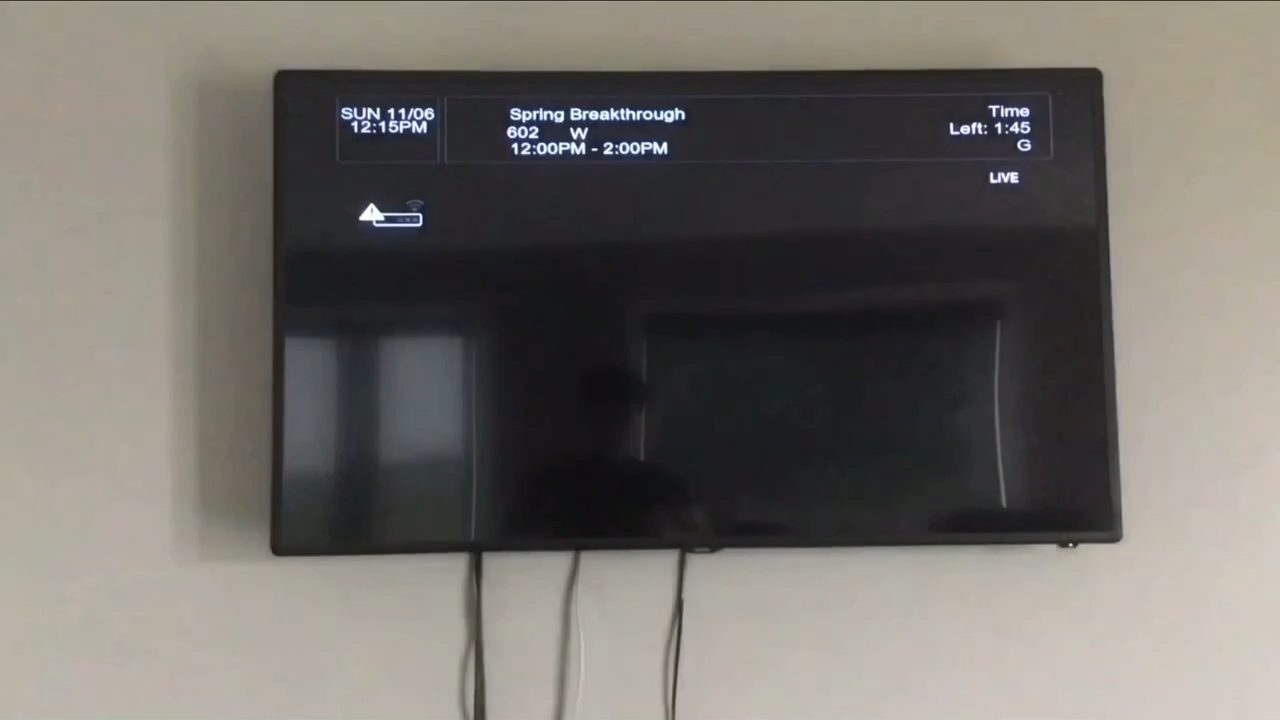 SUN 11/06
12:15PM
Spring Breakthrough
602 W
12:00PM - 2:00PM
Time
Left: 1:45
G
LIVE